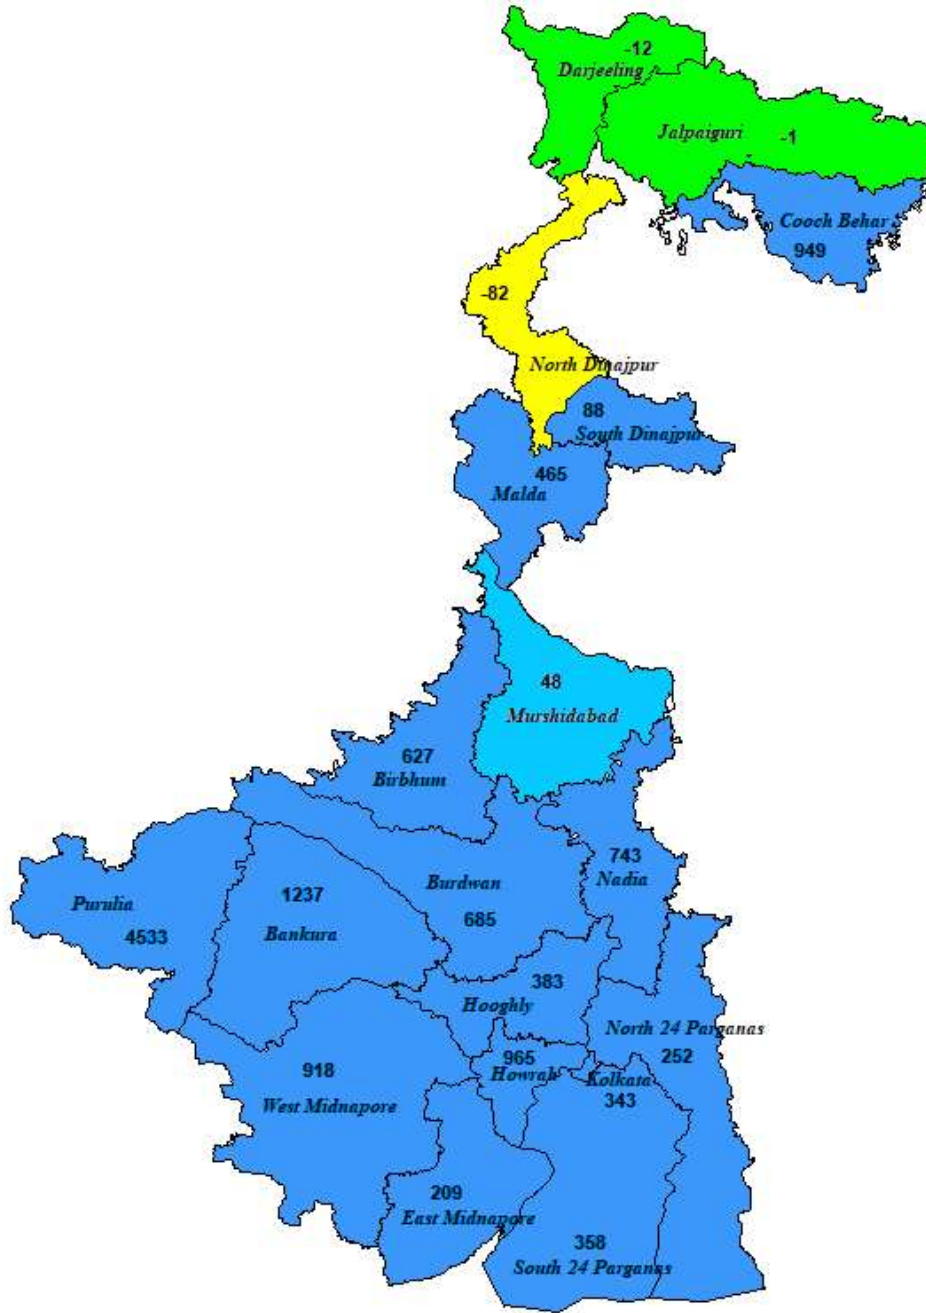 -12
Darjeeling
Jalpaiguri -1
Cooch Behar
949
-82
North Dinajpur
88
South Dinajpur
465
Malda
48
Murshidabad
627
Birbhum
743
Nadia
Burdwan
685
1237
Bankura
Purulia
4533
383
Hooghly
North 24 Parganas
252
965
Howrah
Kolkata
343
918
West Midnapore
209
East Midnapore
358
South 24 Parganas